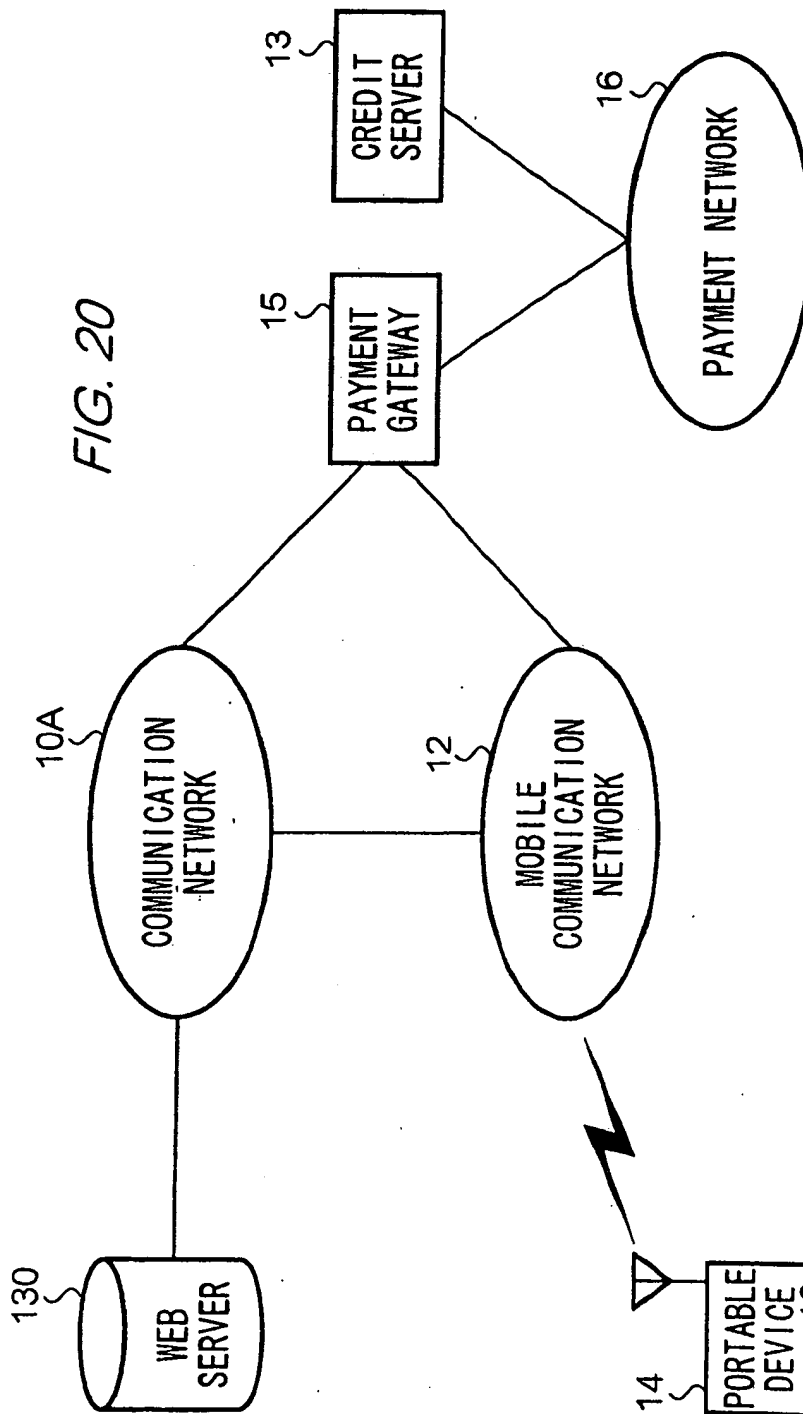 FIG. 20
130
WEB
SERVER
10A
COMMUNICATION
NETWORK
15
PAYMENT
GATEWAY
13
CREDIT
SERVER
12
MOBILE
COMMUNICATION
NETWORK
14
PORTABLE
DEVICE
16
PAYMENT NETWORK